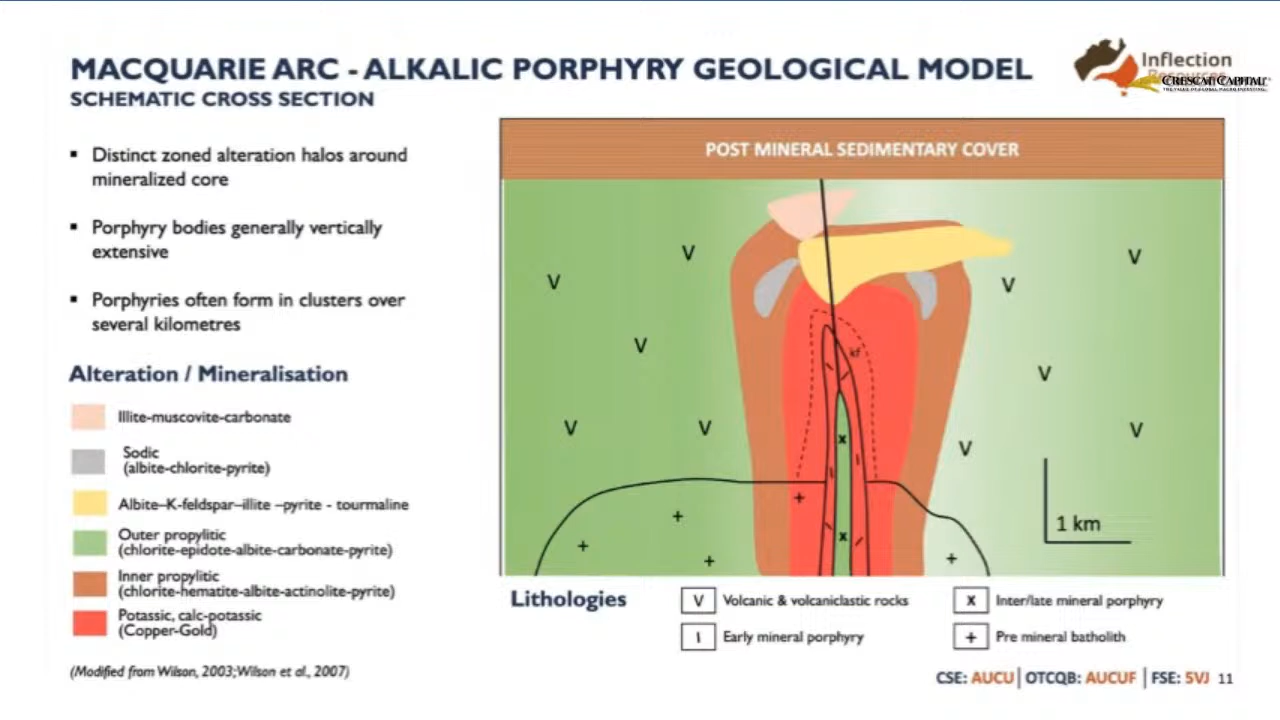 MACQUARIE ARC - ALKALIC PORPHYRY GEOLOGICAL MODEL
SCHEMATIC CROSS SECTION
Inflection
Resources
CRESCAT CAPITAL
▪ Distinct zoned alteration halos around
mineralized core
▪ Porphyry bodies generally vertically
extensive
▪ Porphyries often form in clusters over
several kilometres
Alteration / Mineralisation
Illite-muscovite-carbonate
Sodic
(albite-chlorite-pyrite)
Albite–K-feldspar–illite –pyrite - tourmaline
Outer propylitic
(chlorite-epidote-albite-carbonate-pyrite)
Inner propylitic
(chlorite-hematite-albite-actinolite-pyrite)
Potassic, calc-potassic
(Copper-Gold)
(Modified from Wilson, 2003;Wilson et al., 2007)
POST MINERAL SEDIMENTARY COVER
V V V V V V V V V V V
kf
x
x
+ + + + +
1 km
Lithologies
V Volcanic & volcaniclastic rocks
x Inter/late mineral porphyry
I Early mineral porphyry
+ Pre mineral batholith
CSE: AUCU | OTCQB: AUCUF | FSE: 5VJ 11